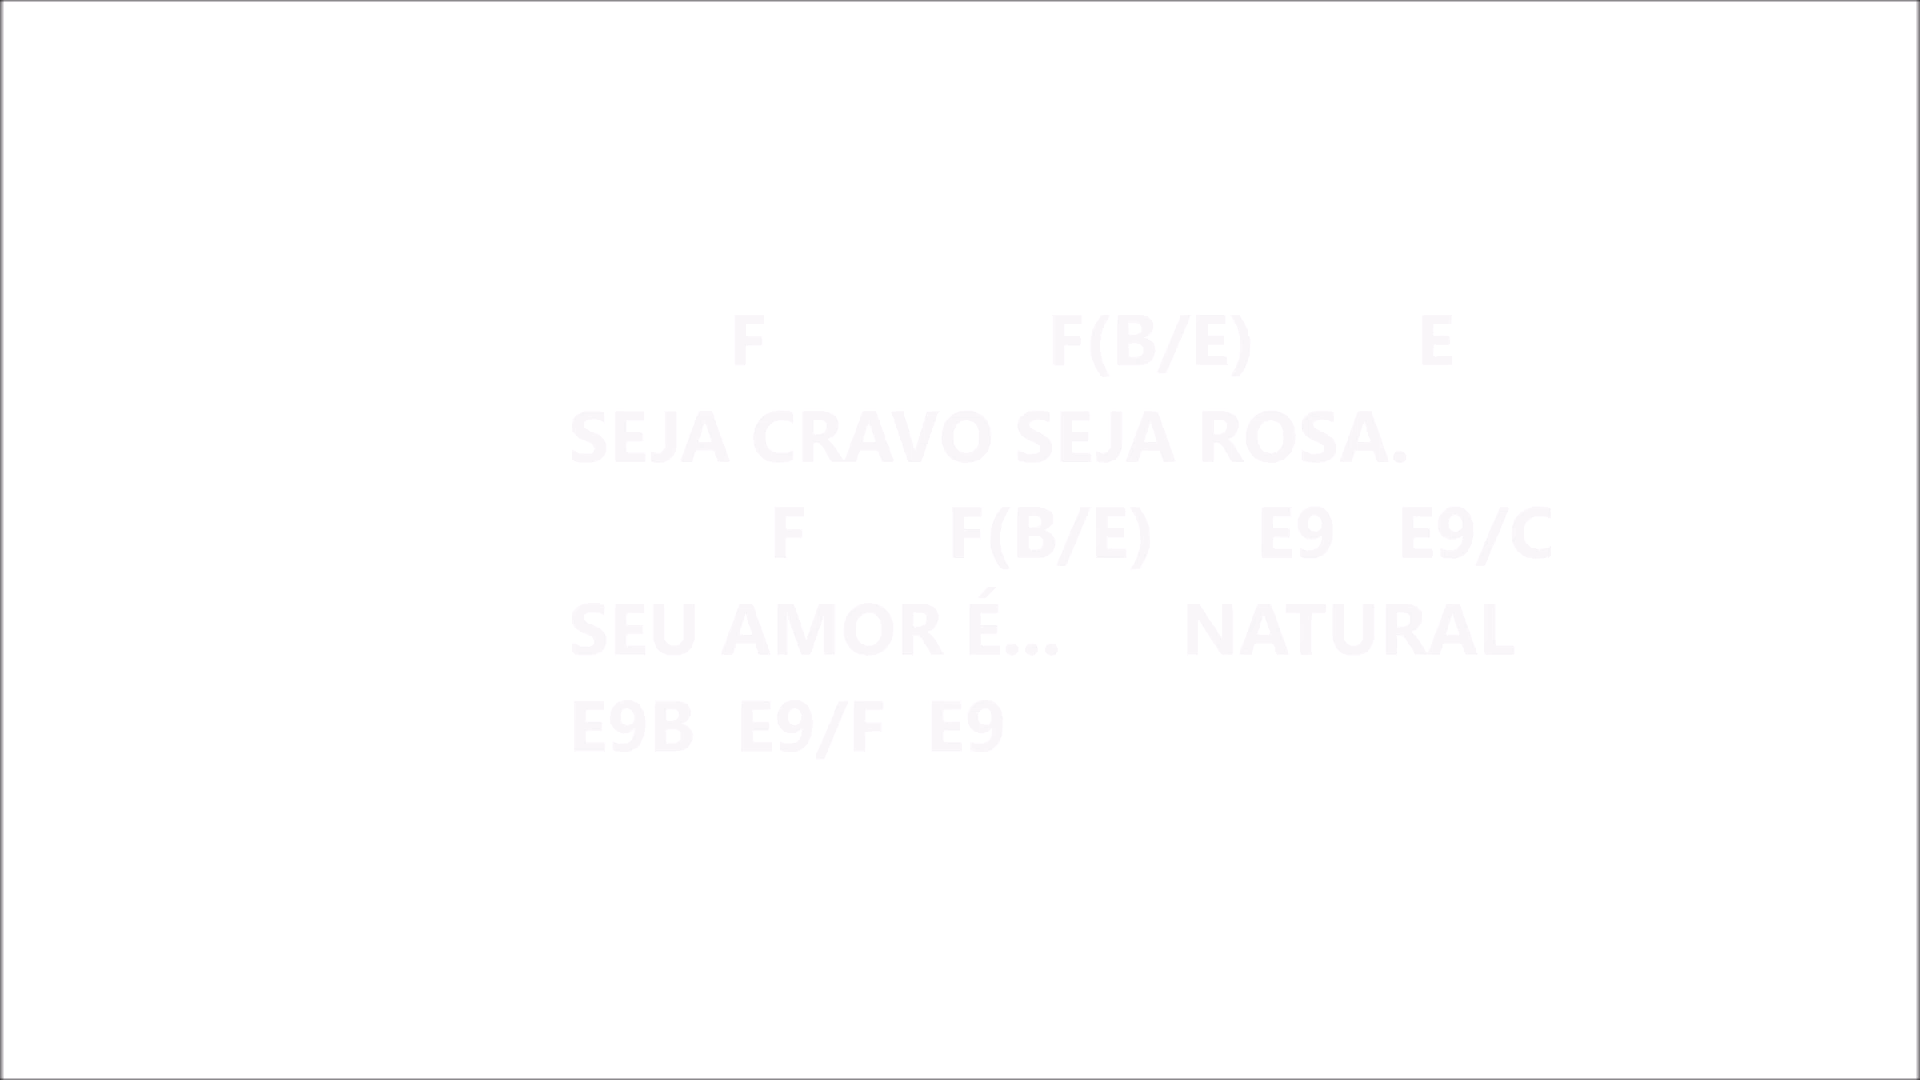 F F(B/E) E
SEJA CRAVO SEJA ROSA.
F F(B/E) E9 E9/C
SEU AMOR É... NATURAL
E9B E9/F E9